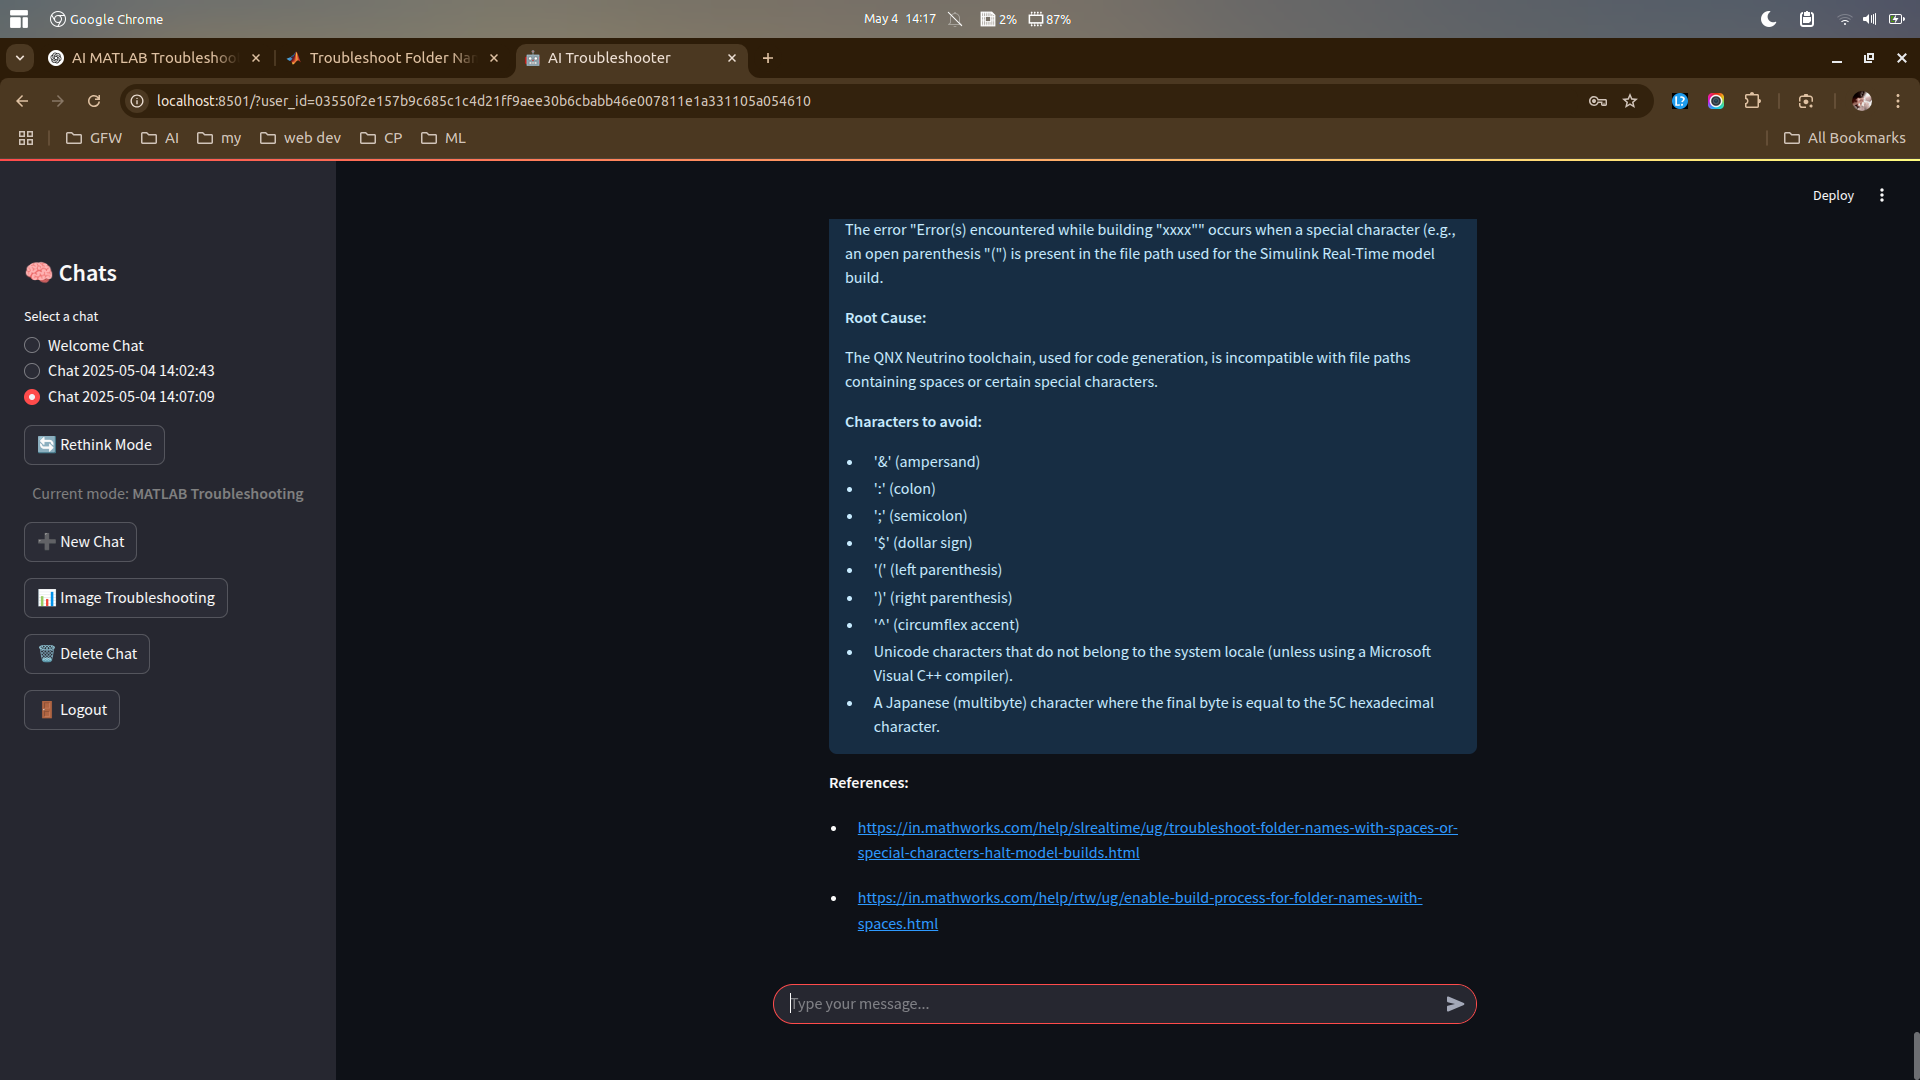 Google Chrome
May 4 14:17
2%
87%
AI MATLAB Troubleshoo
Troubleshoot Folder Nar
AI Troubleshooter
localhost:8501/?user_id=03550f2e157b9c685c1c4d21ff9aee30b6cbabb46e007811e1a331105a054610
GFW
AI
my
web dev
CP
ML
All Bookmarks
Deploy
Chats
Select a chat
Welcome Chat
Chat 2025-05-04 14:02:43
Chat 2025-05-04 14:07:09
Rethink Mode
Current mode: MATLAB Troubleshooting
New Chat
Image Troubleshooting
Delete Chat
Logout
The error "Error(s) encountered while building "xxxx"" occurs when a special character (e.g.,
an open parenthesis "(") is present in the file path used for the Simulink Real-Time model
build.
Root Cause:
The QNX Neutrino toolchain, used for code generation, is incompatible with file paths
containing spaces or certain special characters.
Characters to avoid:
'&' (ampersand)
':' (colon)
';' (semicolon)
'$' (dollar sign)
'(' (left parenthesis)
')' (right parenthesis)
'^' (circumflex accent)
Unicode characters that do not belong to the system locale (unless using a Microsoft
Visual C++ compiler).
A Japanese (multibyte) character where the final byte is equal to the 5C hexadecimal
character.
References:
https://in.mathworks.com/help/slrealtime/ug/troubleshoot-folder-names-with-spaces-or-
special-characters-halt-model-builds.html
https://in.mathworks.com/help/rtw/ug/enable-build-process-for-folder-names-with-
spaces.html
Type your message...